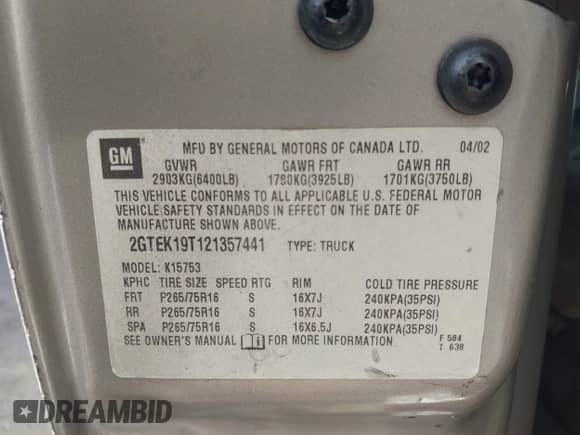 GM
MFD BY GENERAL MOTORS OF CANADA LTD. 04/02
GVWR GAWR FRT GAWR RR
2903KG(6400LB) 1780KG(3925LB) 1701KG(3750LB)
THIS VEHICLE CONFORMS TO ALL APPLICABLE U.S. FEDERAL MOTOR
VEHICLE SAFETY STANDARDS IN EFFECT ON THE DATE OF
MANUFACTURE SHOWN ABOVE.
2GTEK19T121357441 TYPE: TRUCK
MODEL: K15753
KPHC TIRE SIZE SPEED RTG RIM COLD TIRE PRESSURE
FRT P265/75R16 S 16X7J 240KPA(35PSI)
RR P265/75R16 S 16X7J 240KPA(35PSI)
SPA P265/75R16 S 16X6.5J 240KPA(35PSI)
SEE OWNER'S MANUAL FOR MORE INFORMATION
F 584
T 638
DREAMBID